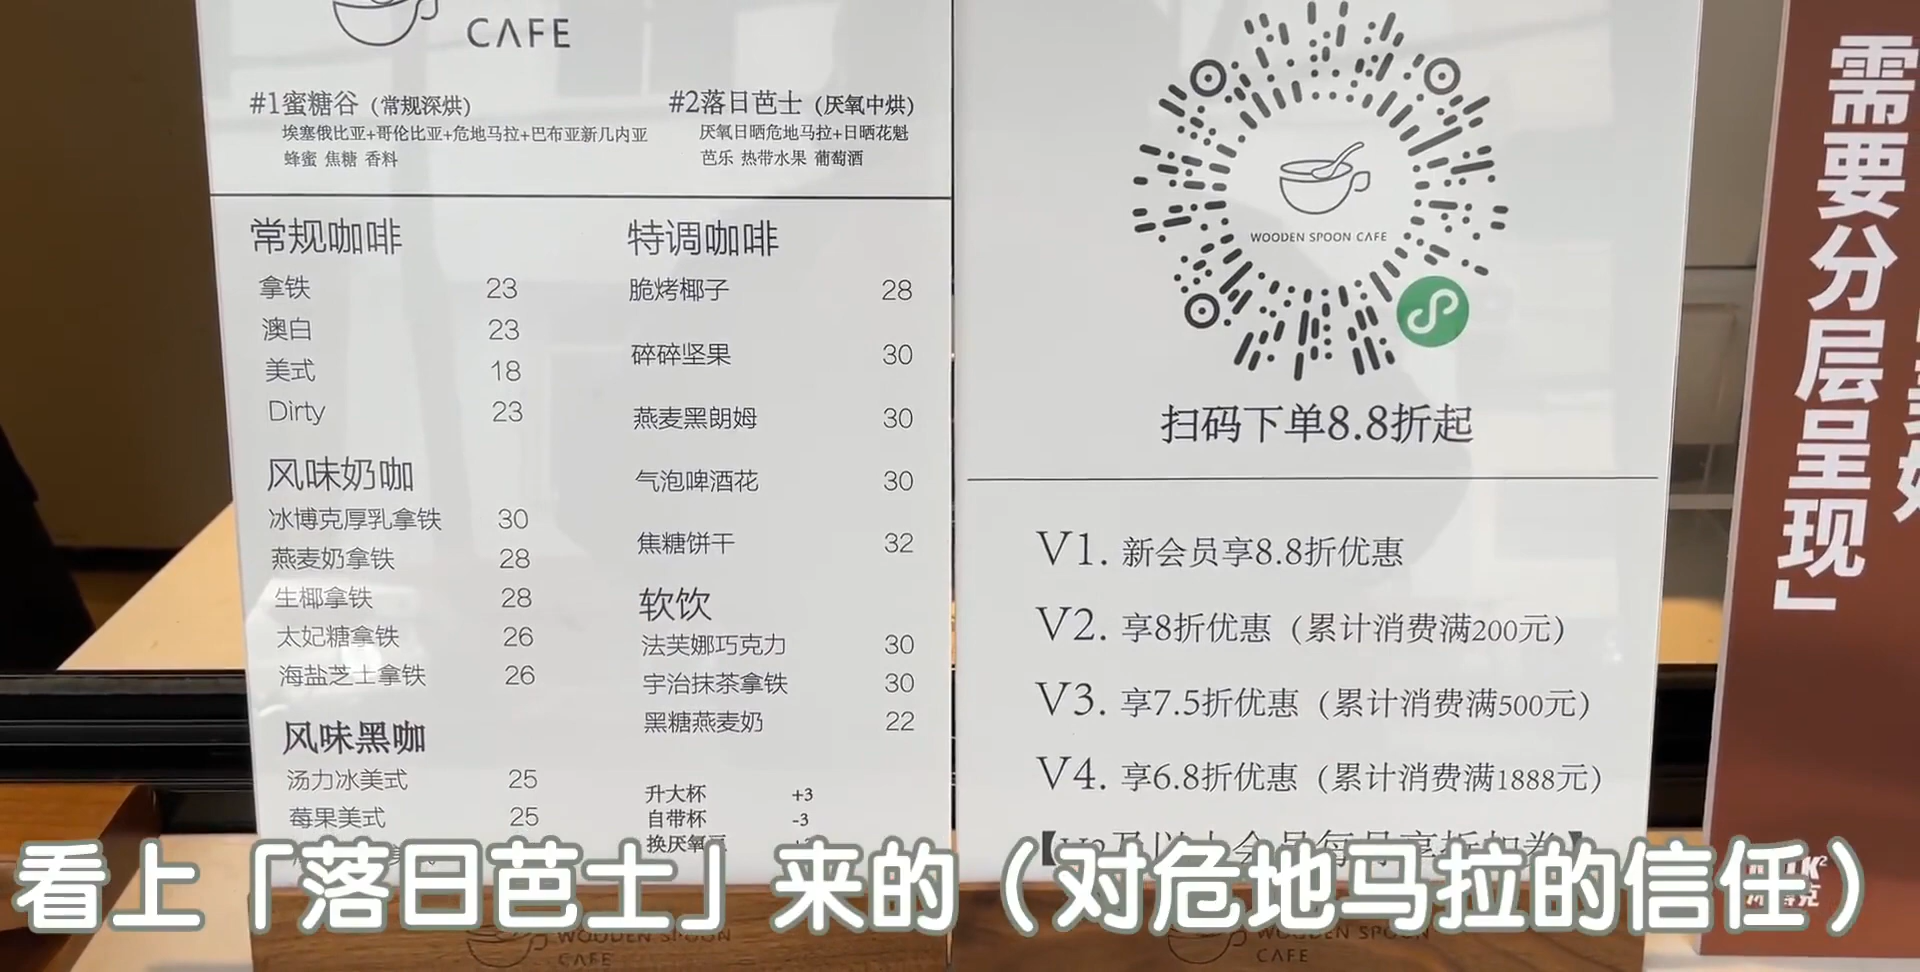 CAFE
#1蜜糖谷（常规深烘）
埃塞俄比亚+哥伦比亚+危地马拉+巴布亚新几内亚
蜂蜜 焦糖 香料
#2落日芭士（厌氧中烘）
厌氧日晒危地马拉+日晒花魁
芭乐 热带水果 葡萄酒
常规咖啡
拿铁 23
澳白 23
美式 18
Dirty 23
风味奶咖
冰博克厚乳拿铁 30
燕麦奶拿铁 28
生椰拿铁 28
太妃糖拿铁 26
海盐芝士拿铁 26
风味黑咖
汤力冰美式 25
莓果美式 25
特调咖啡
脆烤椰子 28
碎碎坚果 30
燕麦黑朗姆 30
气泡啤酒花 30
焦糖饼干 32
软饮
法芙娜巧克力 30
宇治抹茶拿铁 30
黑糖燕麦奶 22
升大杯 +3
自带杯 -3
换厌氧豆
WOODEN SPOON CAFE
扫码下单8.8折起
V1. 新会员享8.8折优惠
V2. 享8折优惠（累计消费满200元）
V3. 享7.5折优惠（累计消费满500元）
V4. 享6.8折优惠（累计消费满1888元）
需要分层呈现」
看上「落日芭士」来的（对危地马拉的信任）
WOODEN SPOON
CAFE
WOODEN SPOON
CAFE